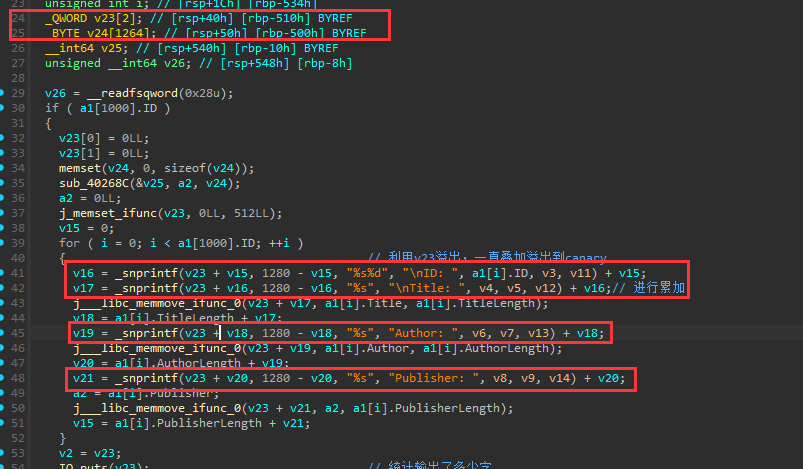 23 unsigned int i; // [rsp+1Ch] [rbp-534h]
24 _QWORD v23[2]; // [rsp+40h] [rbp-510h] BYREF
25 _BYTE v24[1264]; // [rsp+50h] [rbp-500h] BYREF
26 __int64 v25; // [rsp+540h] [rbp-10h] BYREF
27 unsigned __int64 v26; // [rsp+548h] [rbp-8h]
28
29 v26 = __readfsqword(0x28u);
30 if ( a1[1000].ID )
31 {
32 v23[0] = 0LL;
33 v23[1] = 0LL;
34 memset(v24, 0, sizeof(v24));
35 sub_40268C(&v25, a2, v24);
36 a2 = 0LL;
37 j_memset_ifunc(v23, 0LL, 512LL);
38 v15 = 0;
39 for ( i = 0; i < a1[1000].ID; ++i )
40 { // 利用v23溢出，一直叠加溢出到canary
41 v16 = _snprintf(v23 + v15, 1280 - v15, "%s%d", "\nID: ", a1[i].ID, v3, v11) + v15;
42 v17 = _snprintf(v23 + v16, 1280 - v16, "%s", "\nTitle: ", v4, v5, v12) + v16;// 进行累加
43 j___libc_memmove_ifunc_0(v23 + v17, a1[i].Title, a1[i].TitleLength);
44 v18 = a1[i].TitleLength + v17;
45 v19 = _snprintf(v23 + v18, 1280 - v18, "%s", "Author: ", v6, v7, v13) + v18;
46 j___libc_memmove_ifunc_0(v23 + v19, a1[i].Author, a1[i].AuthorLength);
47 v20 = a1[i].AuthorLength + v19;
48 v21 = _snprintf(v23 + v20, 1280 - v20, "%s", "Publisher: ", v8, v9, v14) + v20;
49 a2 = a1[i].Publisher;
50 j___libc_memmove_ifunc_0(v23 + v21, a2, a1[i].PublisherLength);
51 v15 = a1[i].PublisherLength + v21;
52 }
53 v2 = v23;
54 IO_puts(v23); // 统计输出了多少字